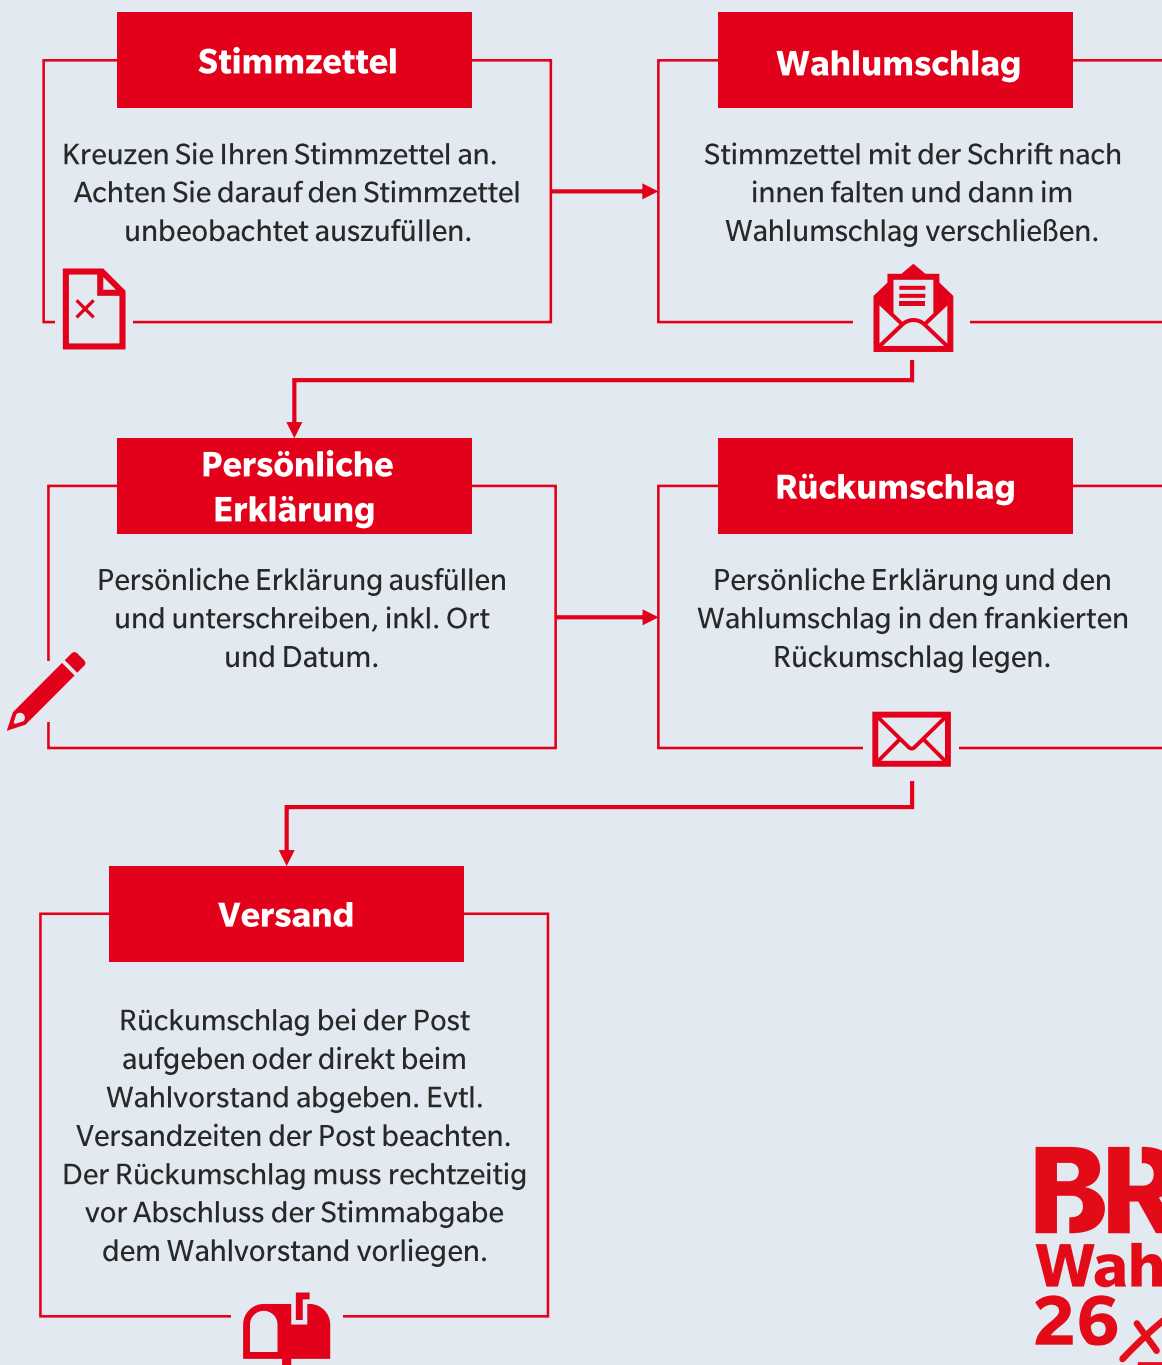 Stimmzettel
Kreuzen Sie Ihren Stimmzettel an.
Achten Sie darauf den Stimmzettel
unbeobachtet auszufüllen.
Wahlumschlag
Stimmzettel mit der Schrift nach
innen falten und dann im
Wahlumschlag verschließen.
Persönliche
Erklärung
Persönliche Erklärung ausfüllen
und unterschreiben, inkl. Ort
und Datum.
Rückumschlag
Persönliche Erklärung und den
Wahlumschlag in den frankierten
Rückumschlag legen.
Versand
Rückumschlag bei der Post
aufgeben oder direkt beim
Wahlvorstand abgeben. Evtl.
Versandzeiten der Post beachten.
Der Rückumschlag muss rechtzeitig
vor Abschluss der Stimmabgabe
dem Wahlvorstand vorliegen.
BR
Wah
26